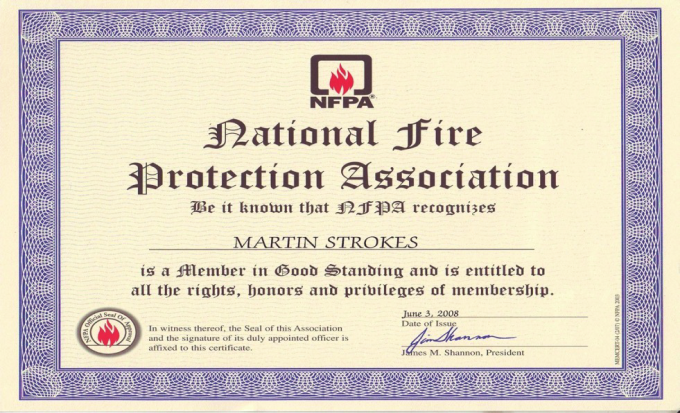 NFPA®
National Fire
Protection Association
Be it known that NFPA recognizes
MARTIN STROKES
is a Member in Good Standing and is entitled to
all the rights, honors and privileges of membership.
NFPA Official Seal Of Approval
In witness thereof, the Seal of this Association
and the signature of its duly appointed officer is
affixed to this certificate.
June 3, 2008
Date of Issue
Jim Shannon
James M. Shannon, President